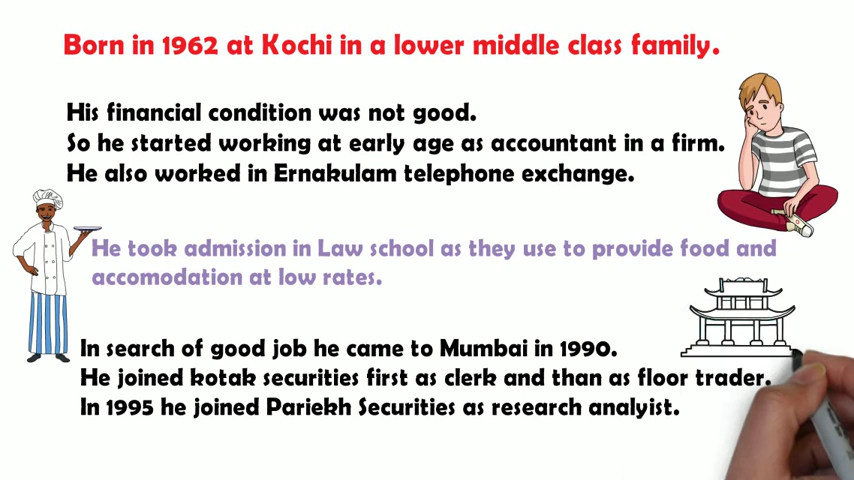 Born in 1962 at Kochi in a lower middle class family.
His financial condition was not good.
So he started working at early age as accountant in a firm.
He also worked in Ernakulam telephone exchange.
He took admission in Law school as they use to provide food and
accomodation at low rates.
In search of good job he came to Mumbai in 1990.
He joined kotak securities first as clerk and than as floor trader.
In 1995 he joined Pariekh Securities as research analyist.